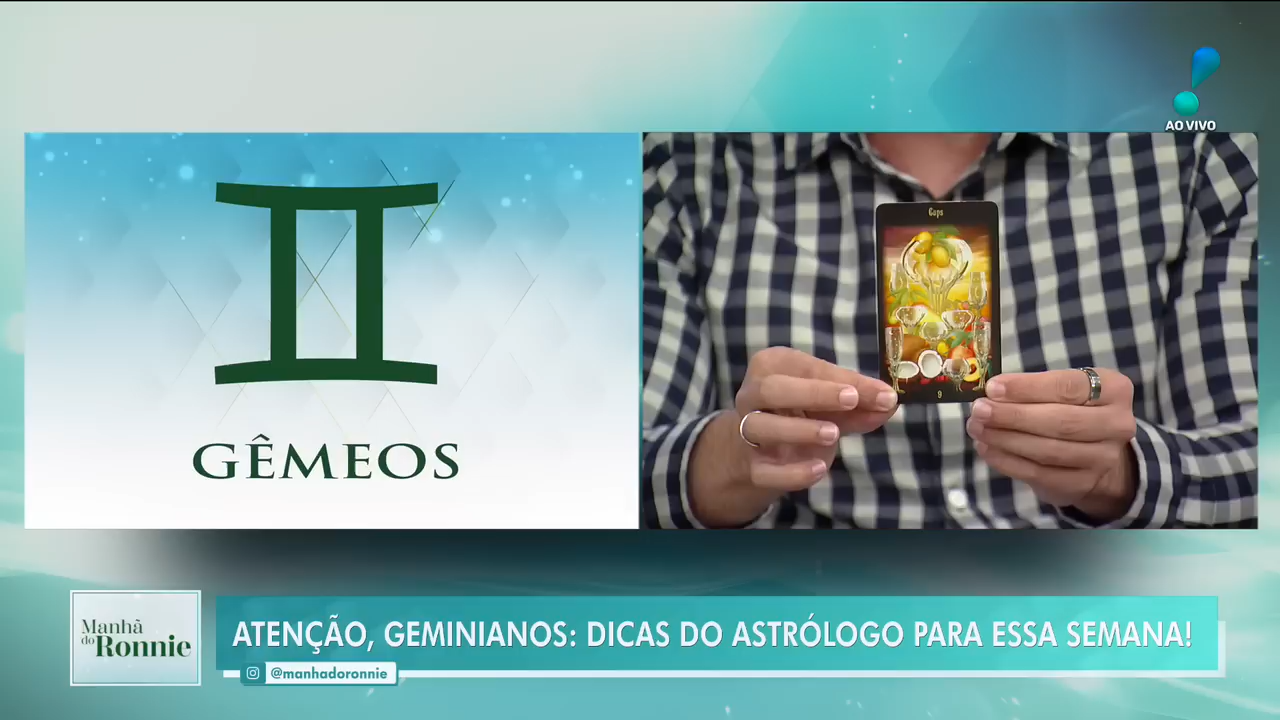 AO VIVO
GÊMEOS
Cups
9
Manhã
do Ronnie
ATENÇÃO, GEMINIANOS: DICAS DO ASTRÓLOGO PARA ESSA SEMANA!
@manhadoronnie